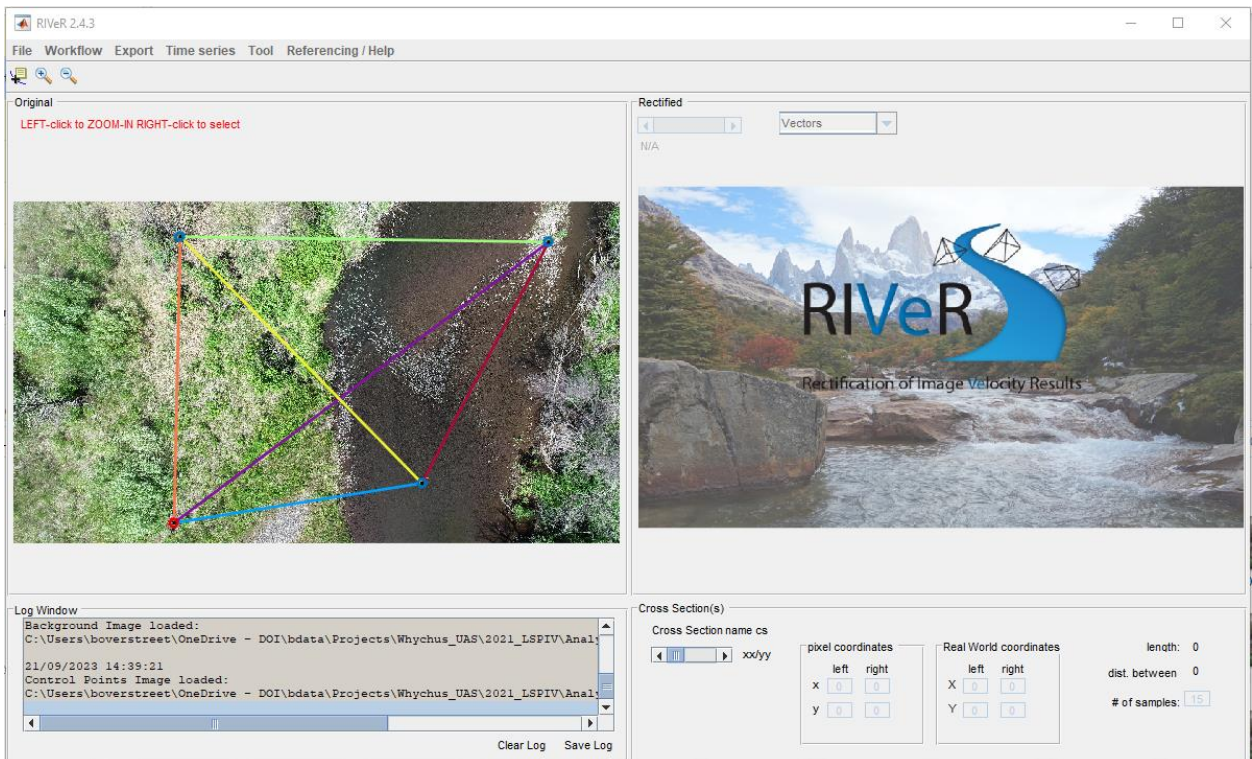 RIVeR 2.4.3
File Workflow Export Time series Tool Referencing / Help
Original
LEFT-click to ZOOM-IN RIGHT-click to select
Rectified
Vectors
N/A
RIVeR
Rectification of Image Velocity Results
Log Window
Background Image loaded:
C:\Users\boverstreet\OneDrive - DOI\bdata\Projects\Whychus_UAS\2021_LSPIV\Analy
21/09/2023 14:39:21
Control Points Image loaded:
C:\Users\boverstreet\OneDrive - DOI\bdata\Projects\Whychus_UAS\2021_LSPIV\Analy
Clear Log Save Log
Cross Section(s)
Cross Section name cs
xx/yy
pixel coordinates
left right
x 0 0
y 0 0
Real World coordinates
left right
X 0 0
Y 0 0
length: 0
dist. between 0
# of samples: 15